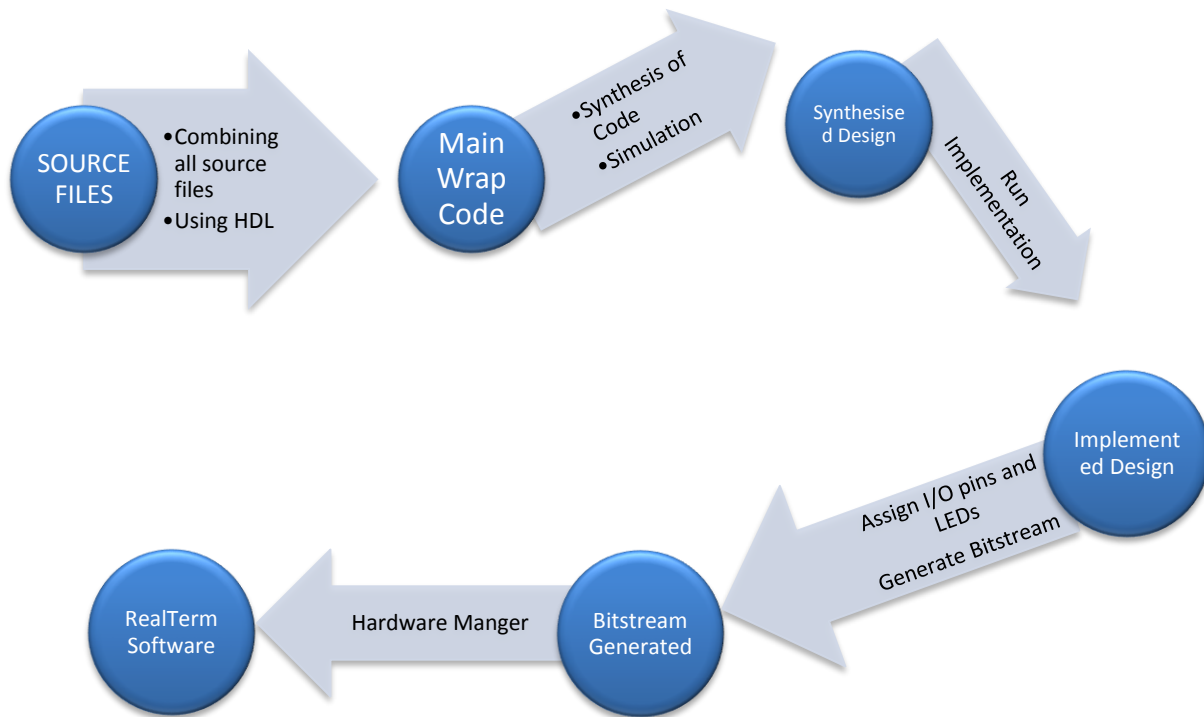 SOURCE
FILES
•Combining
all source
files
•Using HDL
Main
Wrap
Code
•Synthesis of
Code
•Simulation
Synthesise
d Design
Run
Implementation
Implement
ed Design
Assign I/O pins and
LEDs
Generate Bitstream
Bitstream
Generated
Hardware Manger
RealTerm
Software